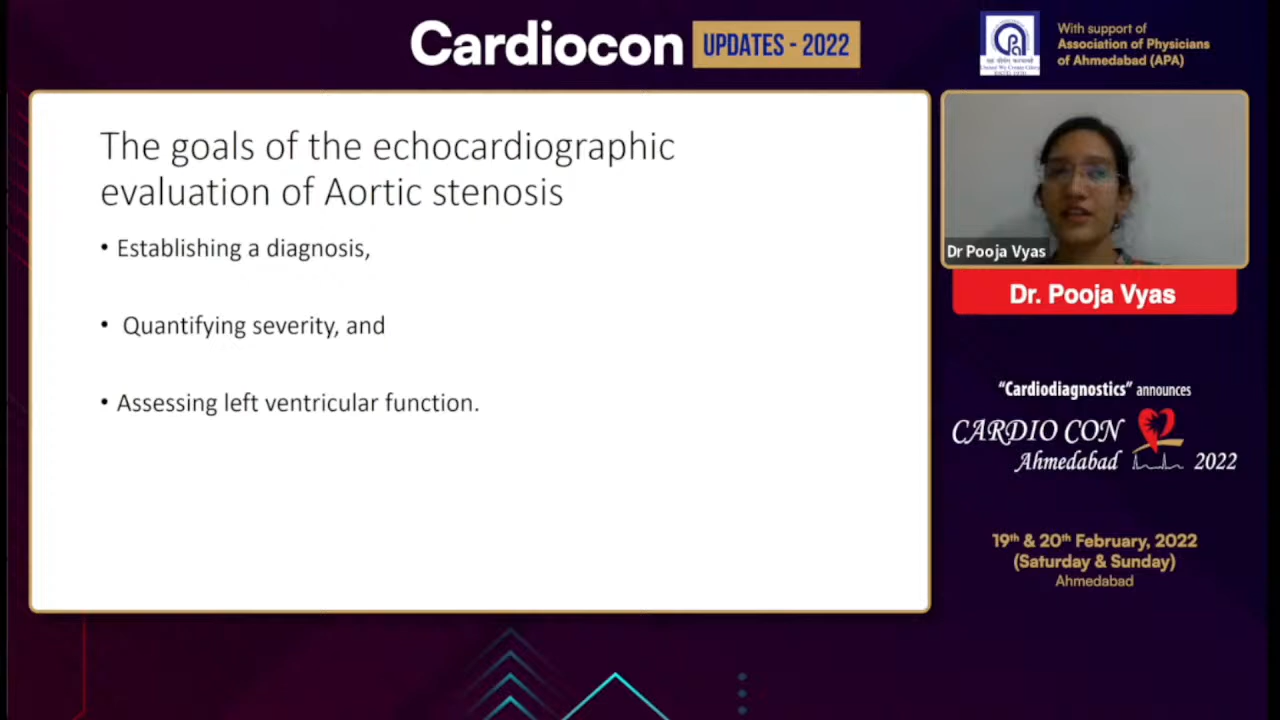 Cardiocon UPDATES - 2022
With support of
Association of Physicians
of Ahmedabad (APA)
The goals of the echocardiographic
evaluation of Aortic stenosis
• Establishing a diagnosis,
• Quantifying severity, and
• Assessing left ventricular function.
Dr Pooja Vyas
Dr. Pooja Vyas
“Cardiodiagnostics” announces
CARDIO CON
Ahmedabad 2022
19th & 20th February, 2022
(Saturday & Sunday)
Ahmedabad